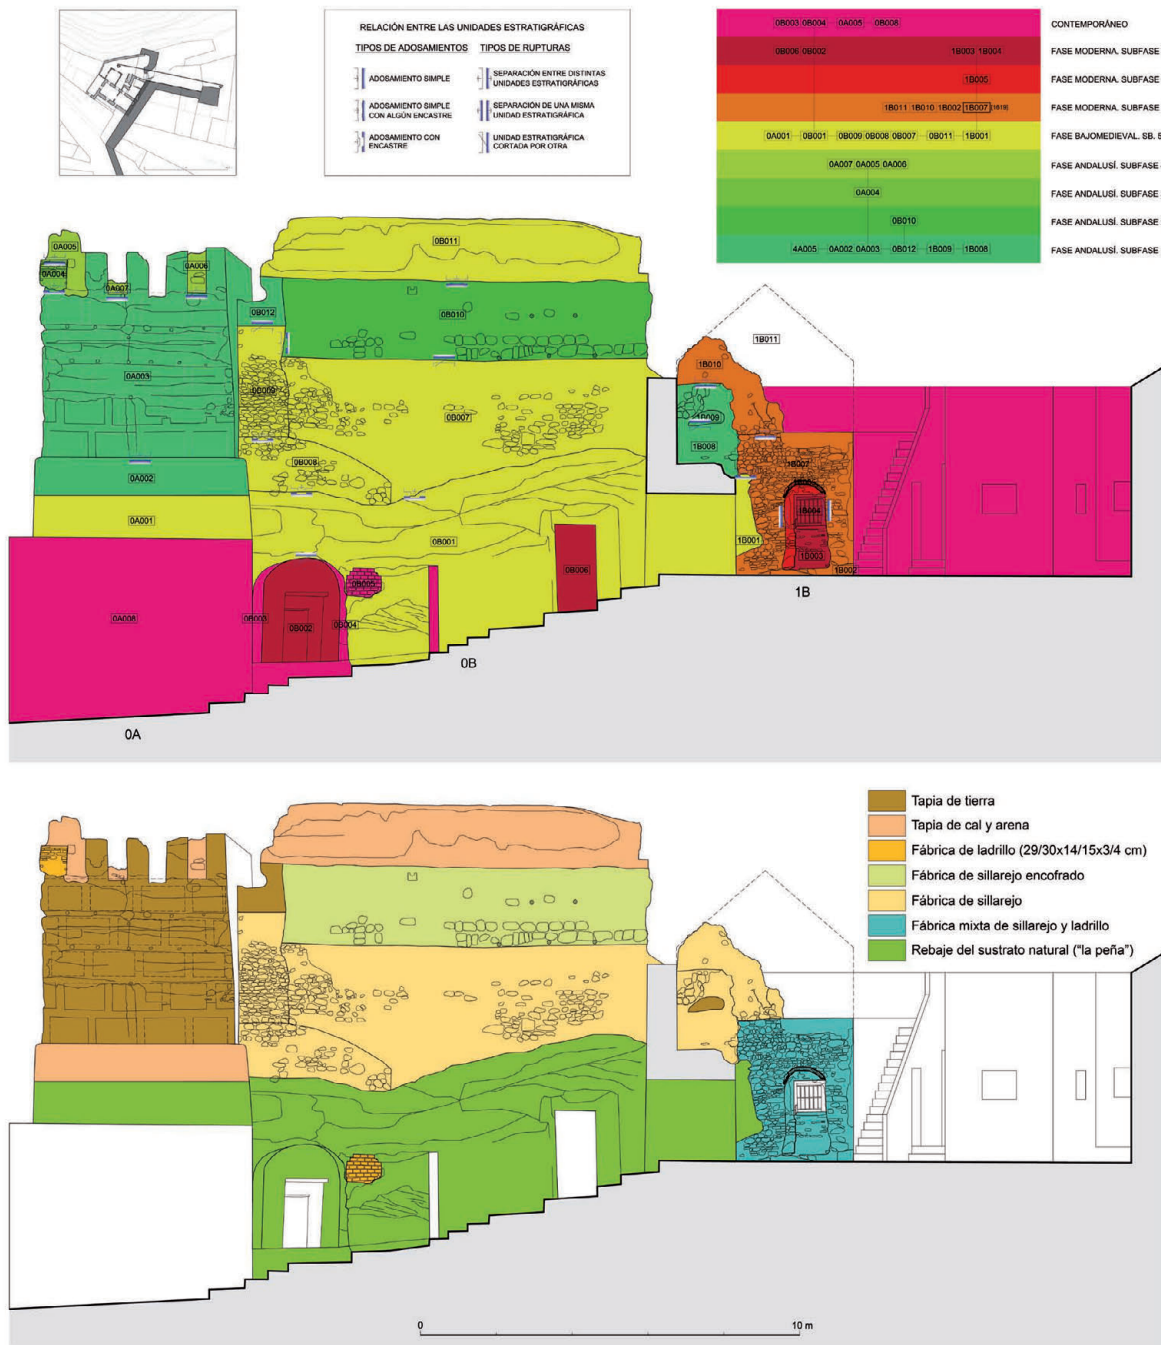 RELACIÓN ENTRE LAS UNIDADES ESTRATIGRÁFICAS
TIPOS DE ADOSAMIENTOS TIPOS DE RUPTURAS
ADOSAMIENTO SIMPLE
SEPARACIÓN ENTRE DISTINTAS
UNIDADES ESTRATIGRÁFICAS
ADOSAMIENTO SIMPLE
CON ALGÚN ENCASTRE
SEPARACIÓN DE UNA MISMA
UNIDAD ESTRATIGRÁFICA
ADOSAMIENTO CON
ENCASTRE
UNIDAD ESTRATIGRÁFICA
CORTADA POR OTRA
0B003 0B004 0A005 0B008 CONTEMPORÁNEO
0B006 0B002 1B003 1B004 FASE MODERNA. SUBFASE
1B005 FASE MODERNA. SUBFASE
1B011 1B010 1B002 1B007 [1619] FASE MODERNA. SUBFASE
0A001 0B001 0B009 0B008 0B007 0B011 1B001 FASE BAJOMEDIEVAL. SB.
0A007 0A005 0A006 FASE ANDALUSÍ. SUBFASE
0A004 FASE ANDALUSÍ. SUBFASE
0B010 FASE ANDALUSÍ. SUBFASE
4A005 0A002 0A003 0B012 1B009 1B008 FASE ANDALUSÍ. SUBFASE
0A005
0B011
0A006
0A004
0A007
0B012
0B010
1B011
1B010
0A003
0B009
0B007
1B009
1B008
0B008
1B007
0A002
0A001
1B004
0B001
1B001
1B003
0B005
0B006
1B002
1B
0A008
0B003
0B002
0B004
0B
0A
Tapia de tierra
Tapia de cal y arena
Fábrica de ladrillo (29/30x14/15x3/4 cm)
Fábrica de sillarejo encofrado
Fábrica de sillarejo
Fábrica mixta de sillarejo y ladrillo
Rebaje del sustrato natural ("la peña")
0 10 m